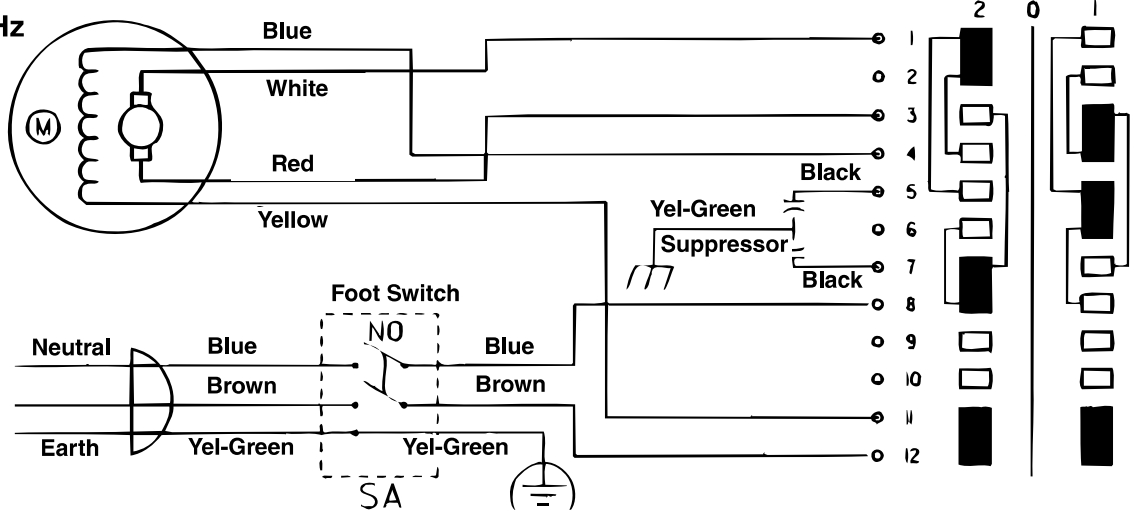 Hz
2 0 1
Blue
1
White
2
M
3
Red
4
Black
5
Yel-Green
Yellow
6
Suppressor
7
Black
Foot Switch
8
NO
Neutral Blue Blue
9
Brown Brown
10
11
Earth Yel-Green Yel-Green
12
SA